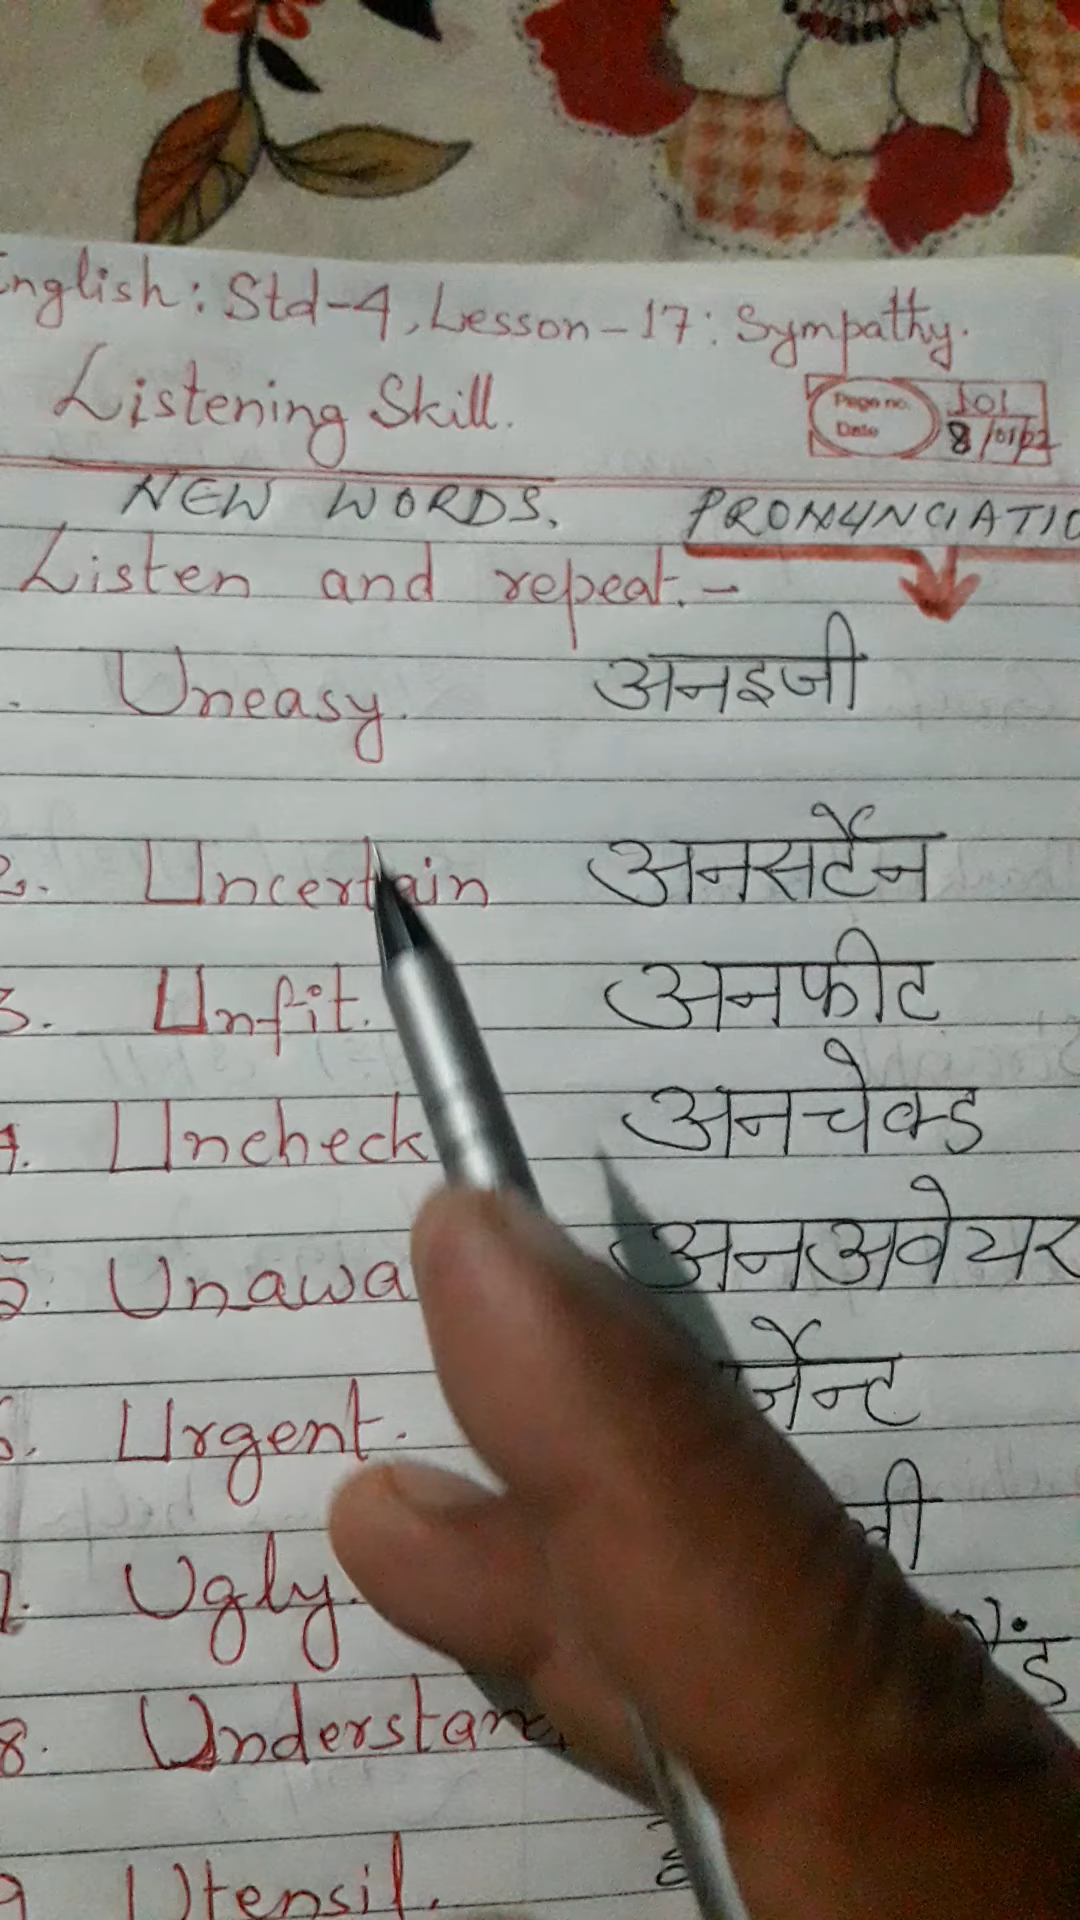 English: Std-4, Lesson-17: Sympathy.
Listening Skill.
Page no. 101
Date 8/01/22
NEW WORDS. PRONUNCIATIO
Listen and repeat.-
Uneasy. अनइजी
2. Uncertain अनसर्टेन
3. Unfit. अनफीट
4. Uncheck अनचेक्ड
5. Unawa अनअवेयर
6. Urgent. र्जेन्ट
7. Ugly.
8. Understan
9 Utensil.